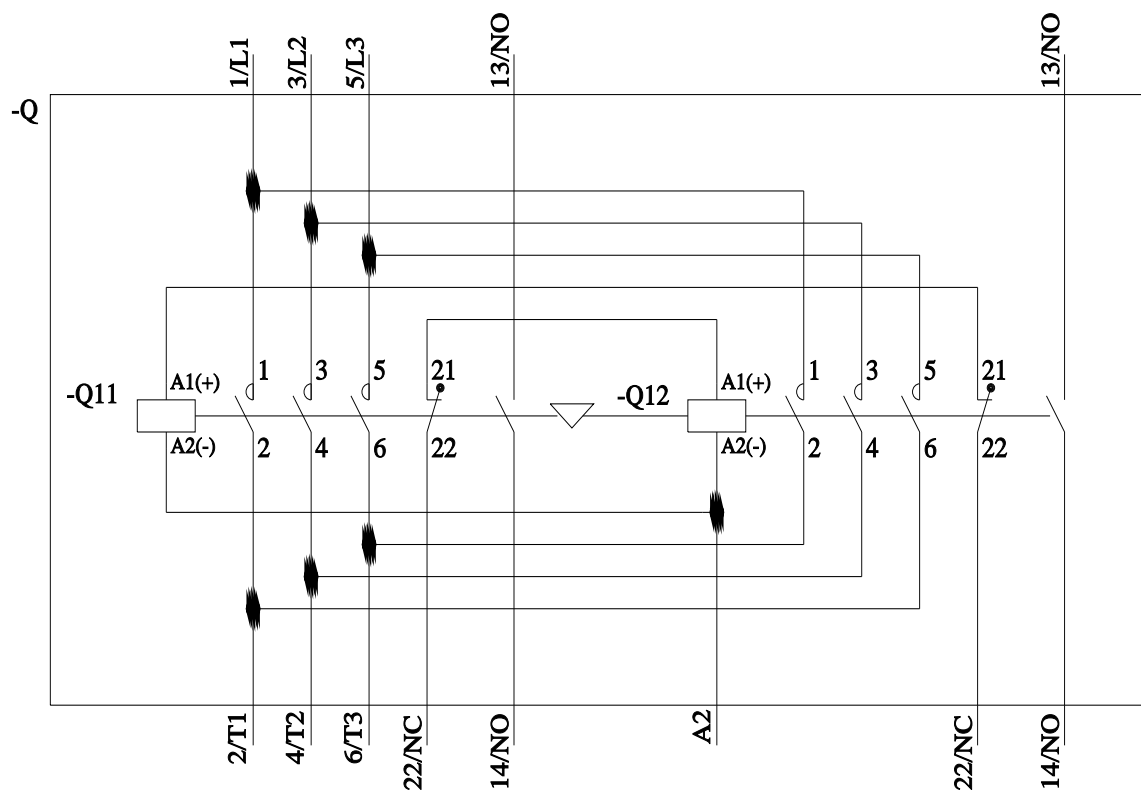 1/L1
3/L2
5/L3
13/NO
13/NO
-Q
-Q11
A1(+)
A2(-)
1
3
5
21
2
4
6
22
-Q12
A1(+)
A2(-)
1
3
5
21
2
4
6
22
2/T1
4/T2
6/T3
22/NC
14/NO
A2
22/NC
14/NO